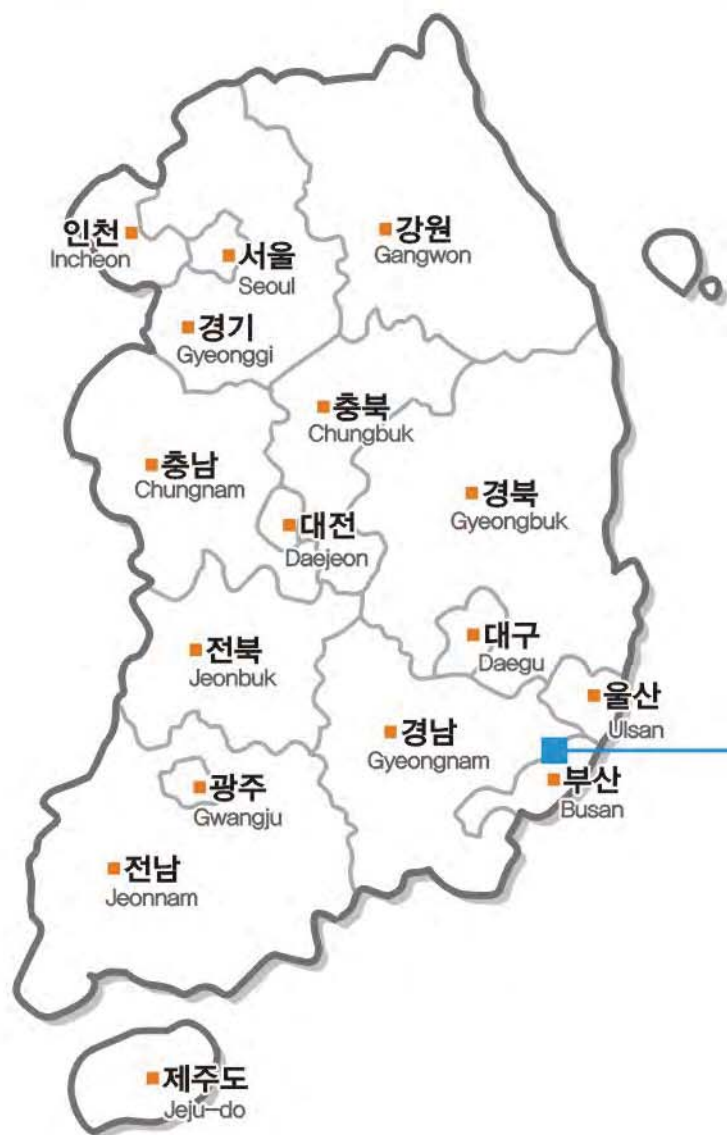 인천
Incheon
서울
Seoul
강원
Gangwon
경기
Gyeonggi
충북
Chungbuk
충남
Chungnam
경북
Gyeongbuk
대전
Daejeon
대구
Daegu
전북
Jeonbuk
울산
Ulsan
경남
Gyeongnam
부산
Busan
광주
Gwangju
전남
Jeonnam
제주도
Jeju-do